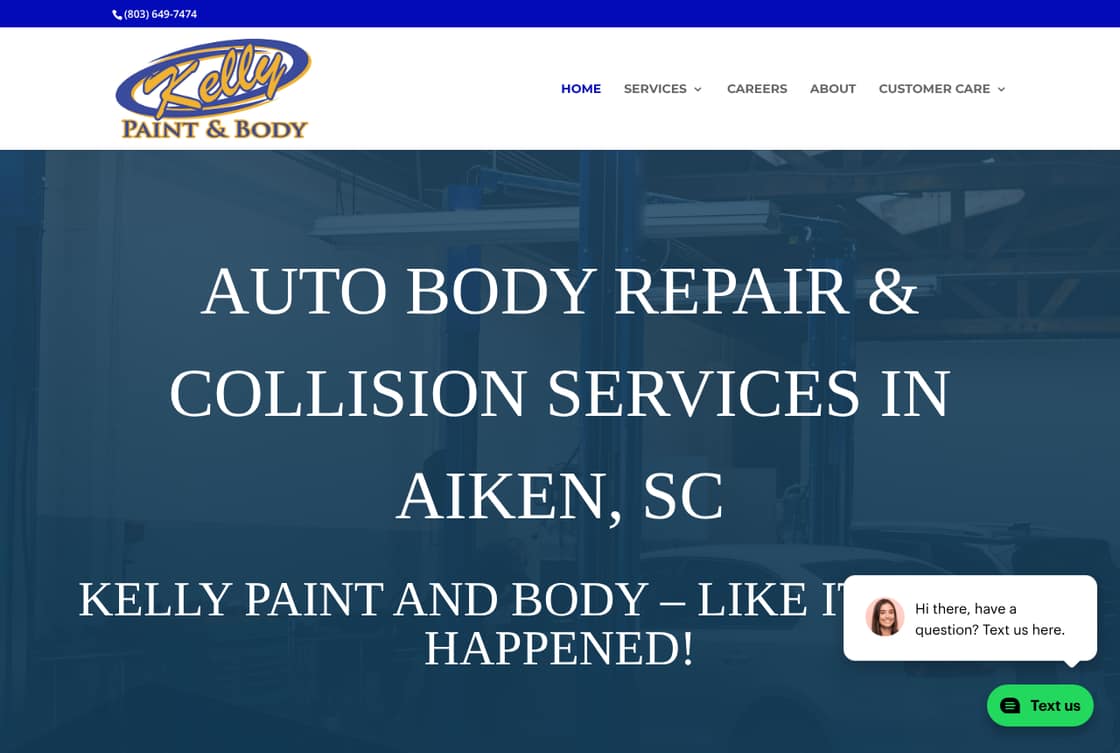 (803) 649-7474
Kelly
PAINT & BODY
HOME SERVICES CAREERS ABOUT CUSTOMER CARE
AUTO BODY REPAIR &
COLLISION SERVICES IN
AIKEN, SC
KELLY PAINT AND BODY – LIKE IT
HAPPENED!
Hi there, have a
question? Text us here.
Text us